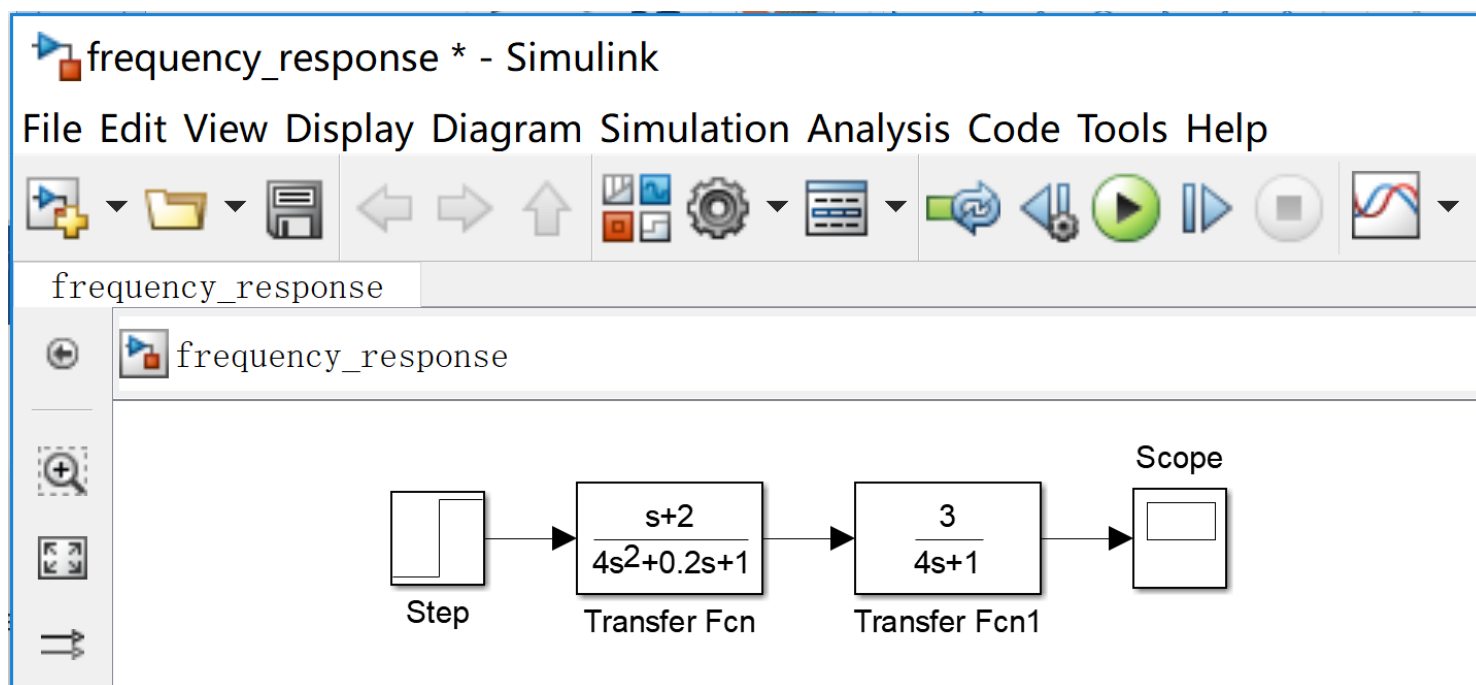 frequency_response * - Simulink
File Edit View Display Diagram Simulation Analysis Code Tools Help
frequency_response
frequency_response
Scope
s+2
4s2+0.2s+1
3
4s+1
Step
Transfer Fcn
Transfer Fcn1